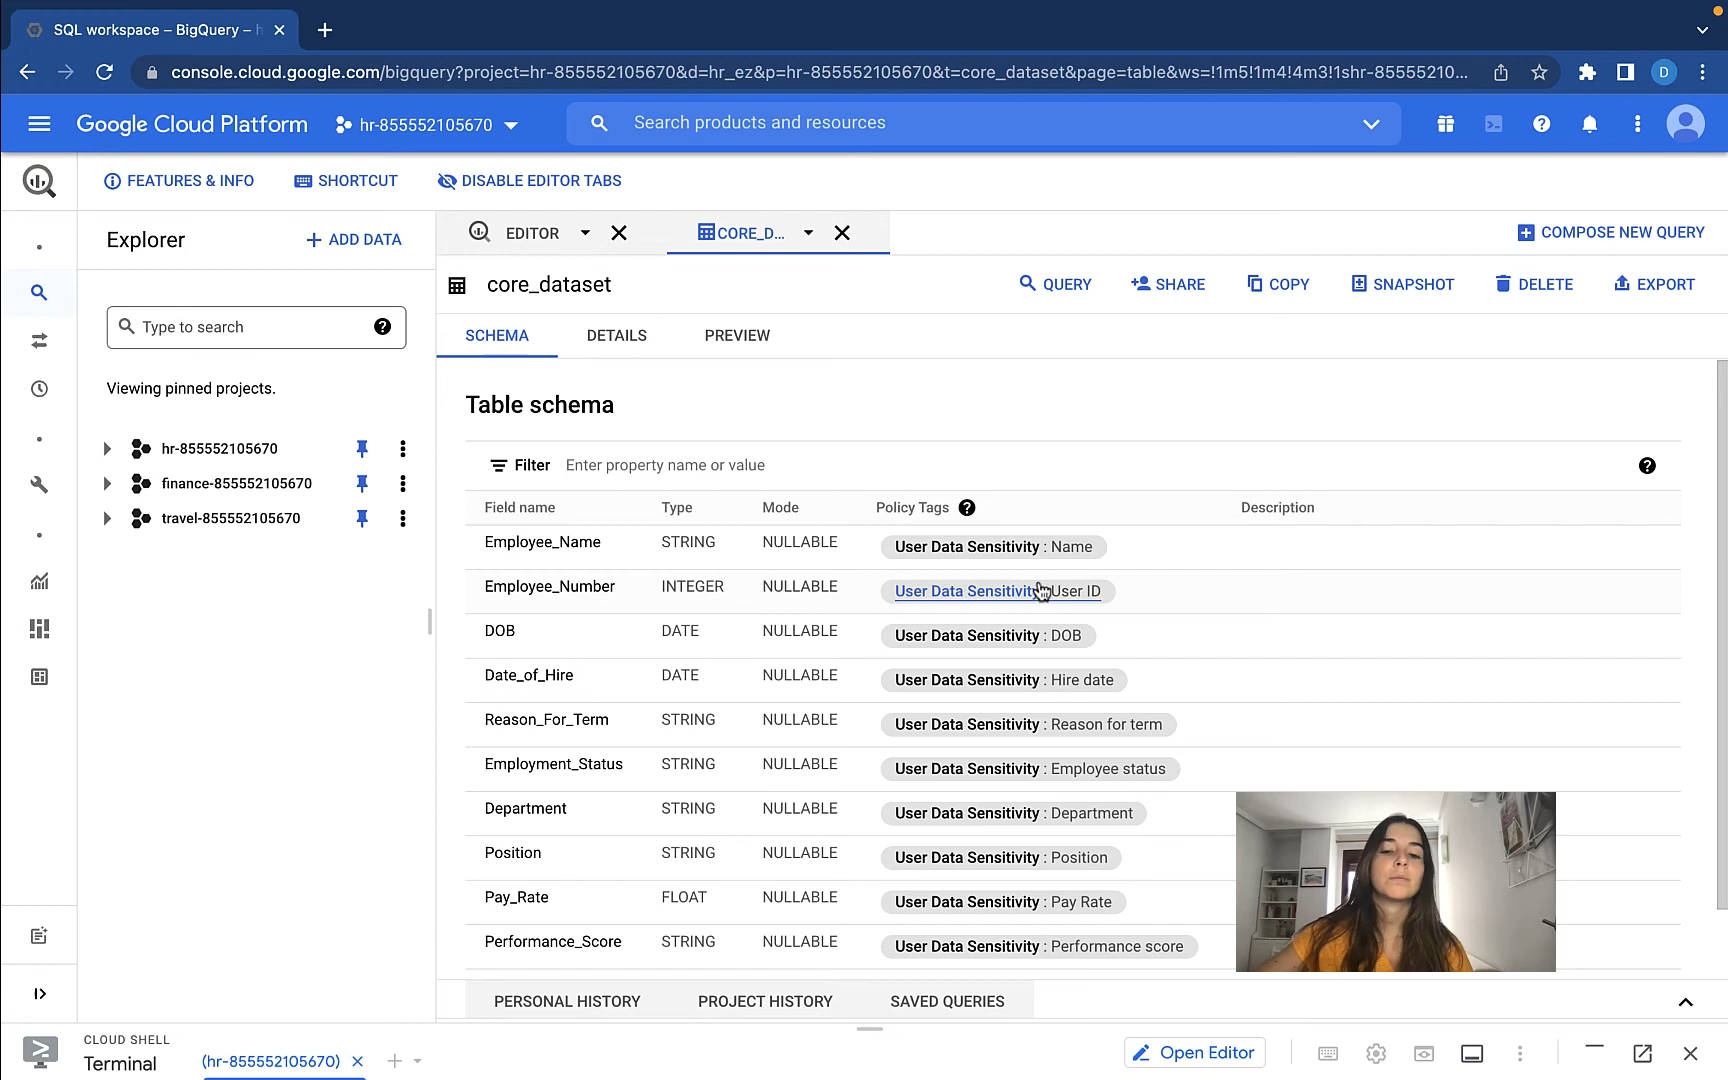 SQL workspace – BigQuery – h
console.cloud.google.com/bigquery?project=hr-855552105670&d=hr_ez&p=hr-855552105670&t=core_dataset&page=table&ws=!1m5!1m4!4m3!1shr-85555210...
D
Google Cloud Platform
hr-855552105670
Search products and resources
FEATURES & INFO
SHORTCUT
DISABLE EDITOR TABS
Explorer
+ ADD DATA
EDITOR
CORE_D...
COMPOSE NEW QUERY
core_dataset
QUERY
SHARE
COPY
SNAPSHOT
DELETE
EXPORT
Type to search
SCHEMA
DETAILS
PREVIEW
Viewing pinned projects.
hr-855552105670
finance-855552105670
travel-855552105670
Table schema
Filter Enter property name or value
Field name Type Mode Policy Tags Description
Employee_Name STRING NULLABLE User Data Sensitivity : Name
Employee_Number INTEGER NULLABLE User Data Sensitivity User ID
DOB DATE NULLABLE User Data Sensitivity : DOB
Date_of_Hire DATE NULLABLE User Data Sensitivity : Hire date
Reason_For_Term STRING NULLABLE User Data Sensitivity : Reason for term
Employment_Status STRING NULLABLE User Data Sensitivity : Employee status
Department STRING NULLABLE User Data Sensitivity : Department
Position STRING NULLABLE User Data Sensitivity : Position
Pay_Rate FLOAT NULLABLE User Data Sensitivity : Pay Rate
Performance_Score STRING NULLABLE User Data Sensitivity : Performance score
PERSONAL HISTORY
PROJECT HISTORY
SAVED QUERIES
CLOUD SHELL
Terminal
(hr-855552105670)
Open Editor